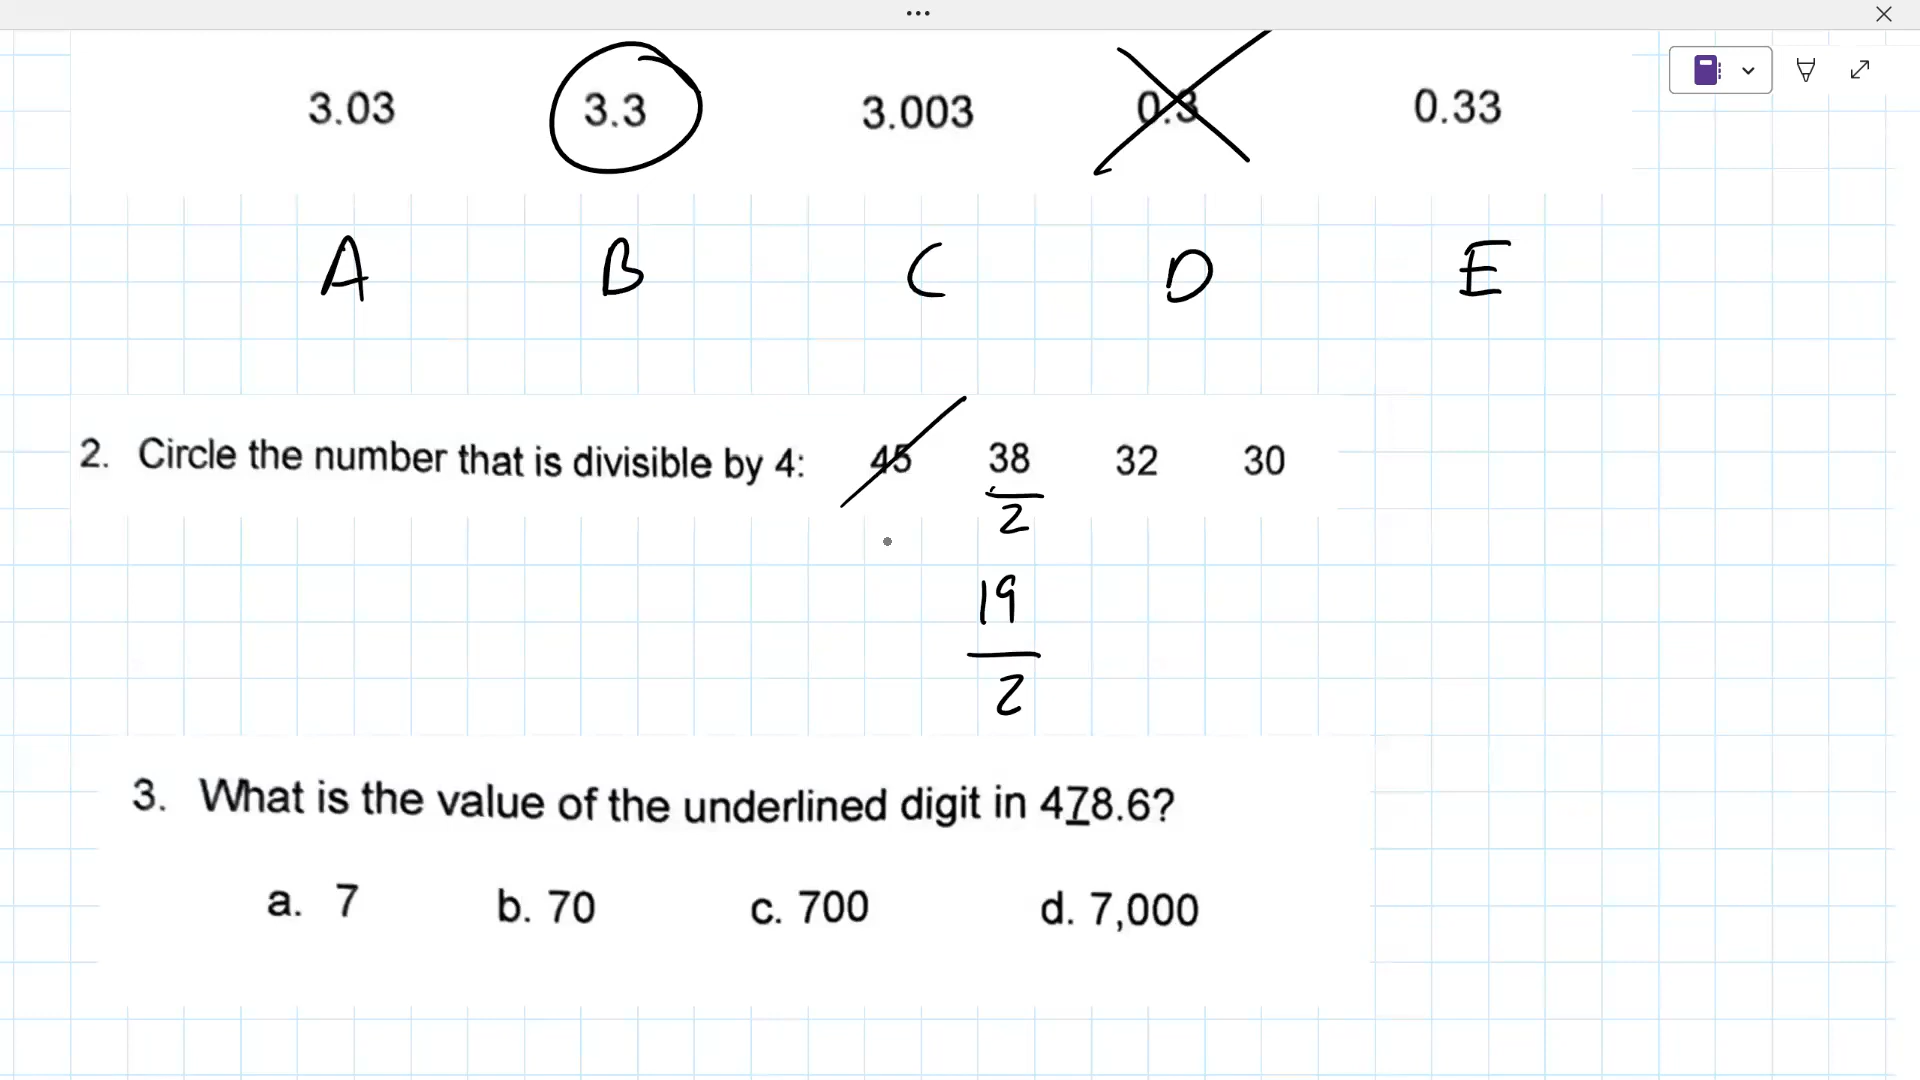 3.03 3.3 3.003 0.3 0.33
A B C D E
2. Circle the number that is divisible by 4: 45 38 32 30
2
19
2
3. What is the value of the underlined digit in 478.6?
a. 7 b. 70 c. 700 d. 7,000